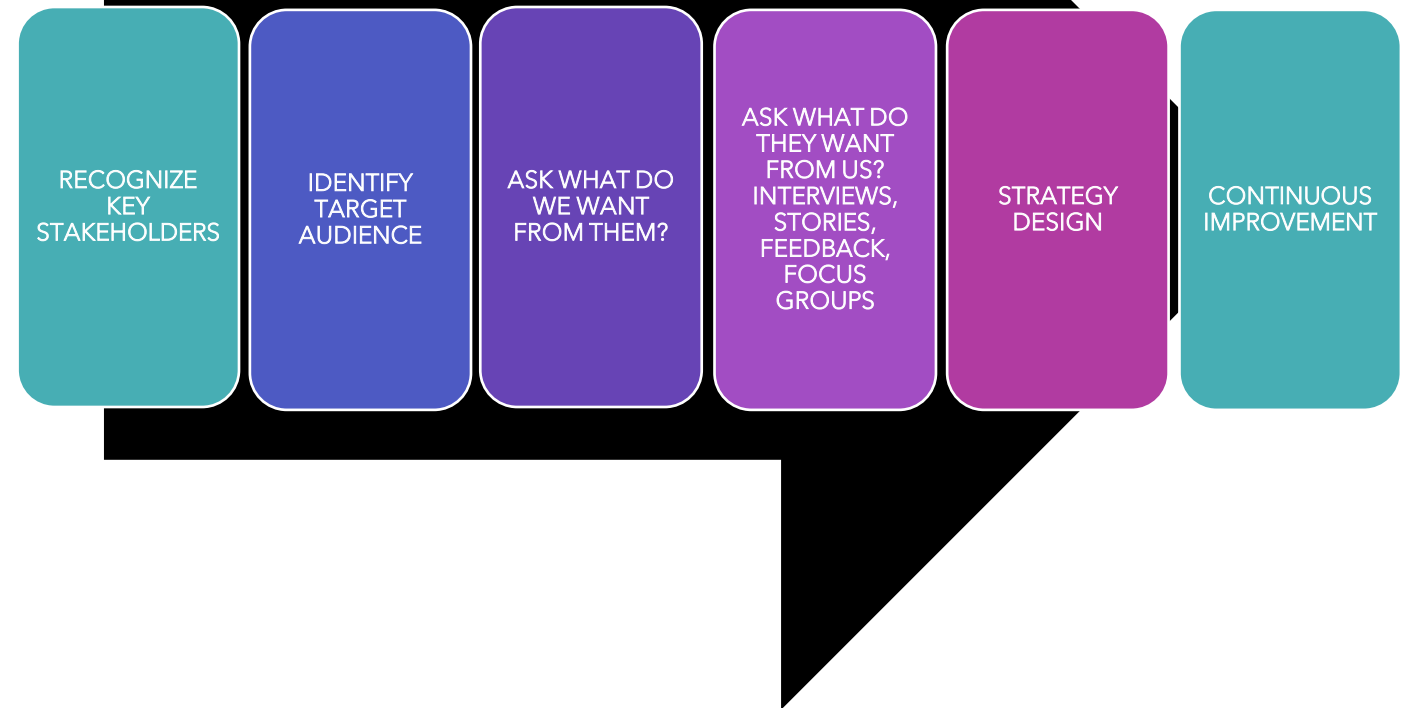 RECOGNIZE
KEY
STAKEHOLDERS
IDENTIFY
TARGET
AUDIENCE
ASK WHAT DO
WE WANT
FROM THEM?
ASK WHAT DO
THEY WANT
FROM US?
INTERVIEWS,
STORIES,
FEEDBACK,
FOCUS
GROUPS
STRATEGY
DESIGN
CONTINUOUS
IMPROVEMENT